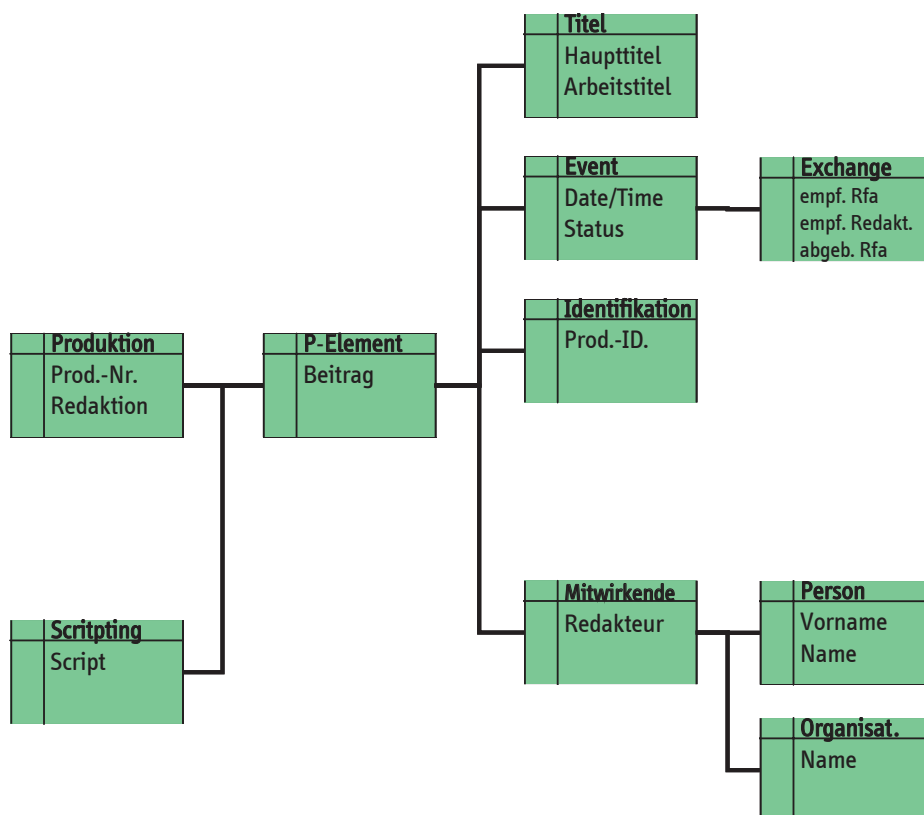 Titel
Haupttitel
Arbeitstitel
Event
Date/Time
Status
Exchange
empf. Rfa
empf. Redakt.
abgeb. Rfa
Identifikation
Prod.-ID.
Produktion
Prod.-Nr.
Redaktion
P-Element
Beitrag
Scritpting
Script
Mitwirkende
Redakteur
Person
Vorname
Name
Organisat.
Name